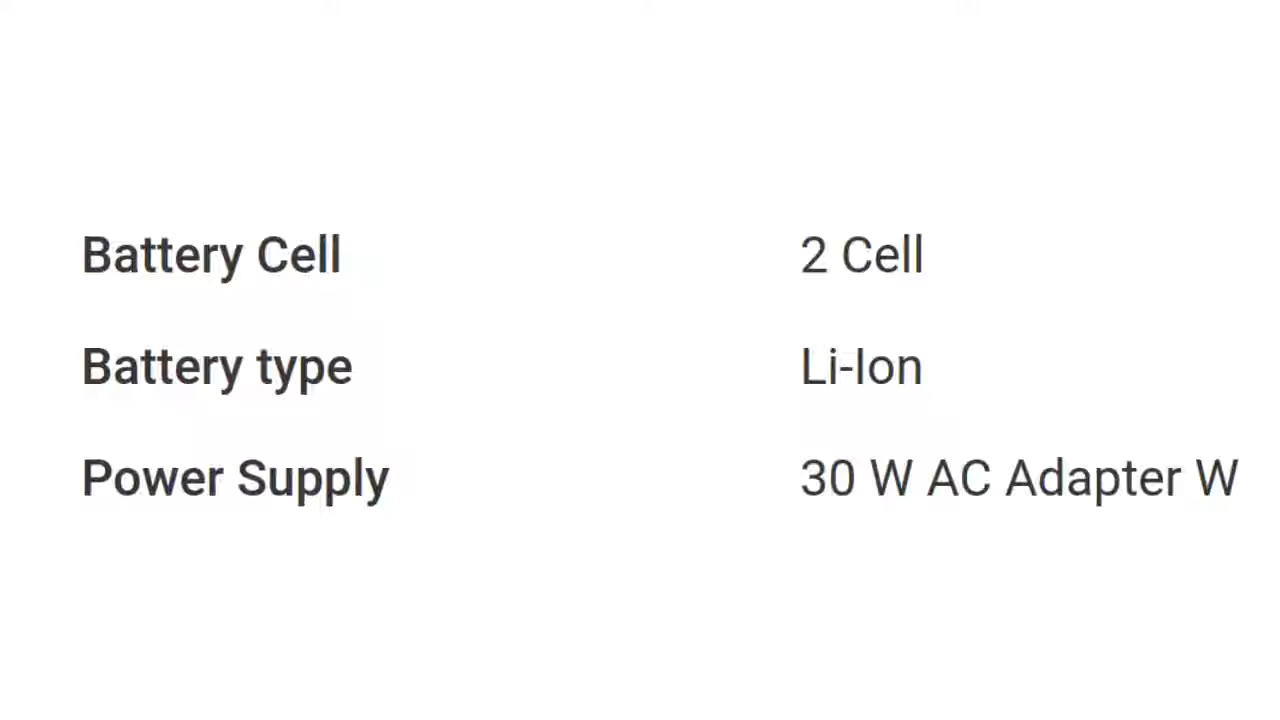 Battery Cell 2 Cell
Battery type Li-Ion
Power Supply 30 W AC Adapter W